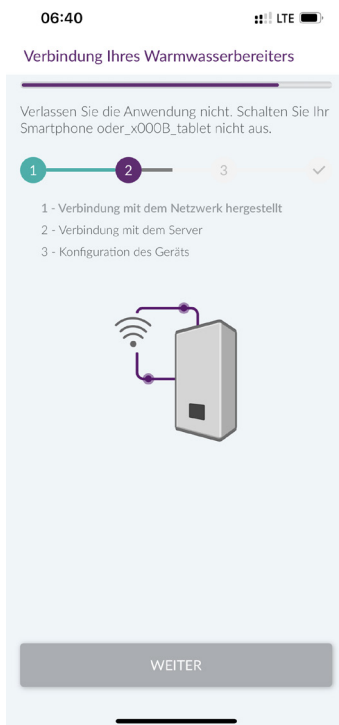 06:40 LTE
Verbindung Ihres Warmwasserbereiters
Verlassen Sie die Anwendung nicht. Schalten Sie Ihr
Smartphone oder_x000B_tablet nicht aus.
1 2 3
1 - Verbindung mit dem Netzwerk hergestellt
2 - Verbindung mit dem Server
3 - Konfiguration des Geräts
WEITER